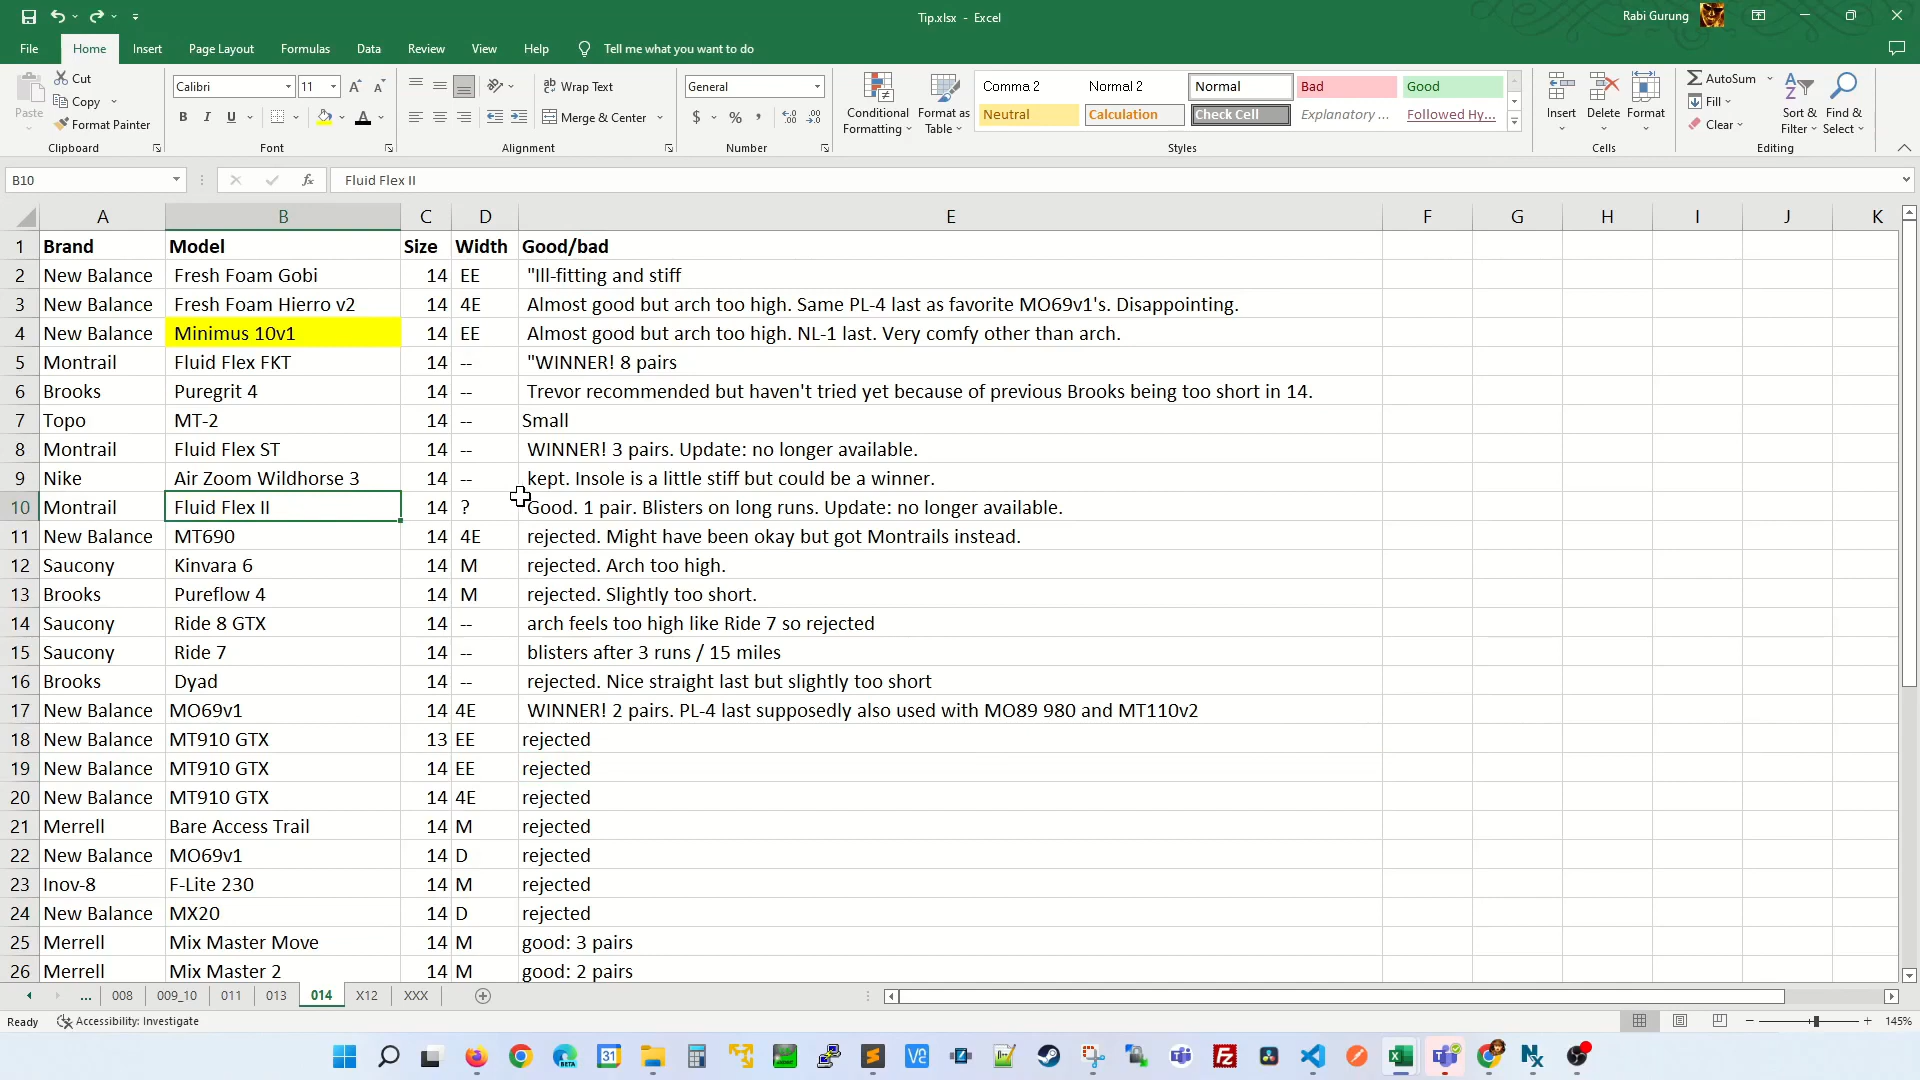 Tip.xlsx - Excel
Rabi Gurung
File Home Insert Page Layout Formulas Data Review View Help Tell me what you want to do
Paste
Cut
Copy
Format Painter
Clipboard
Calibri 11
B I U
Font
Wrap Text
Merge & Center
Alignment
General
$ % ,
Number
Conditional Formatting
Format as Table
Comma 2 Normal 2 Normal Bad Good
Neutral Calculation Check Cell Explanatory ... Followed Hy...
Styles
Insert Delete Format
Cells
AutoSum
Fill
Clear
Sort & Filter
Find & Select
Editing
B10 fx Fluid Flex II
A B C D E F G H I J K
1 Brand Model Size Width Good/bad
2 New Balance Fresh Foam Gobi 14 EE "Ill-fitting and stiff
3 New Balance Fresh Foam Hierro v2 14 4E Almost good but arch too high. Same PL-4 last as favorite MO69v1's. Disappointing.
4 New Balance Minimus 10v1 14 EE Almost good but arch too high. NL-1 last. Very comfy other than arch.
5 Montrail Fluid Flex FKT 14 -- "WINNER! 8 pairs
6 Brooks Puregrit 4 14 -- Trevor recommended but haven't tried yet because of previous Brooks being too short in 14.
7 Topo MT-2 14 -- Small
8 Montrail Fluid Flex ST 14 -- WINNER! 3 pairs. Update: no longer available.
9 Nike Air Zoom Wildhorse 3 14 -- kept. Insole is a little stiff but could be a winner.
10 Montrail Fluid Flex II 14 ? Good. 1 pair. Blisters on long runs. Update: no longer available.
11 New Balance MT690 14 4E rejected. Might have been okay but got Montrails instead.
12 Saucony Kinvara 6 14 M rejected. Arch too high.
13 Brooks Pureflow 4 14 M rejected. Slightly too short.
14 Saucony Ride 8 GTX 14 -- arch feels too high like Ride 7 so rejected
15 Saucony Ride 7 14 -- blisters after 3 runs / 15 miles
16 Brooks Dyad 14 -- rejected. Nice straight last but slightly too short
17 New Balance MO69v1 14 4E WINNER! 2 pairs. PL-4 last supposedly also used with MO89 980 and MT110v2
18 New Balance MT910 GTX 13 EE rejected
19 New Balance MT910 GTX 14 EE rejected
20 New Balance MT910 GTX 14 4E rejected
21 Merrell Bare Access Trail 14 M rejected
22 New Balance MO69v1 14 D rejected
23 Inov-8 F-Lite 230 14 M rejected
24 New Balance MX20 14 D rejected
25 Merrell Mix Master Move 14 M good: 3 pairs
26 Merrell Mix Master 2 14 M good: 2 pairs
... 008 009_10 011 013 014 X12 XXX
Ready Accessibility: Investigate 145%